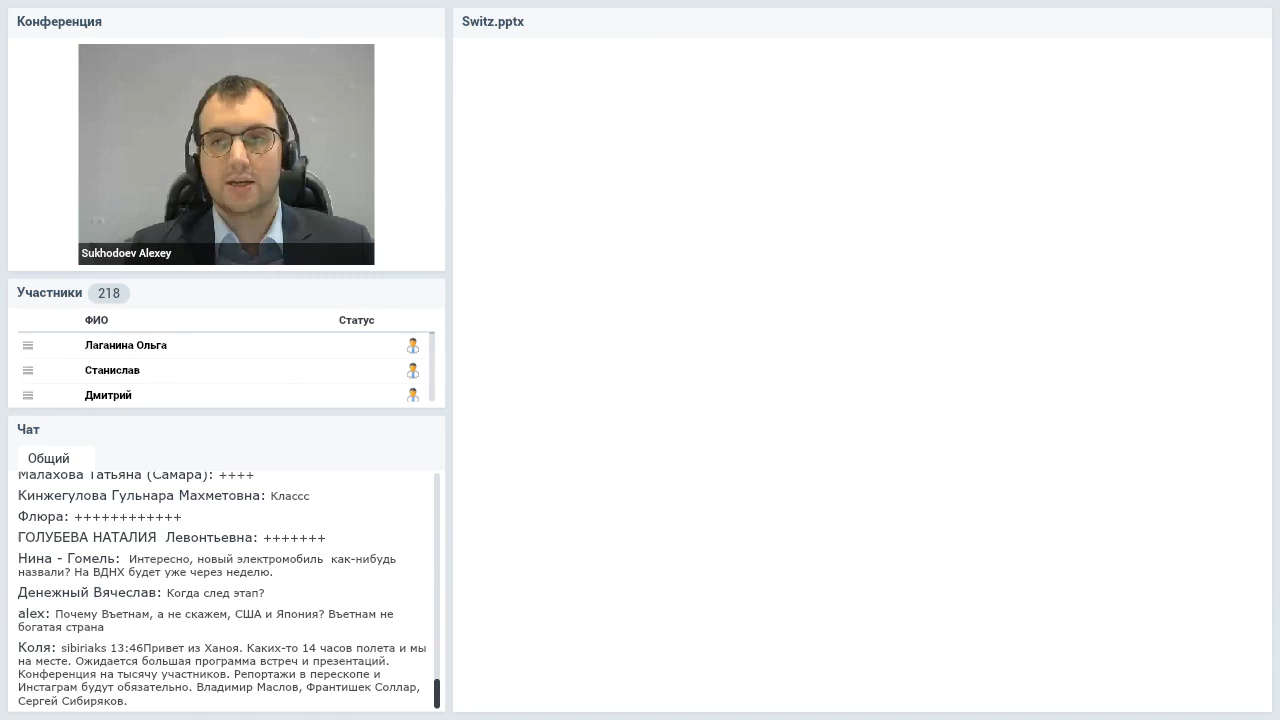 Конференция
Switz.pptx
Sukhodoev Alexey
Участники 218
ФИО Статус
Лаганина Ольга
Станислав
Дмитрий
Чат
Общий
Малахова Татьяна (Самара): ++++
Кинжегулова Гульнара Махметовна: Классс
Флюра: ++++++++++++
ГОЛУБЕВА НАТАЛИЯ Левонтьевна: +++++++
Нина - Гомель: Интересно, новый электромобиль как-нибудь
назвали? На ВДНХ будет уже через неделю.
Денежный Вячеслав: Когда след этап?
alex: Почему Въетнам, а не скажем, США и Япония? Въетнам не
богатая страна
Коля: sibiriaks 13:46Привет из Ханоя. Каких-то 14 часов полета и мы
на месте. Ожидается большая программа встреч и презентаций.
Конференция на тысячу участников. Репортажи в перескопе и
Инстаграм будут обязательно. Владимир Маслов, Франтишек Соллар,
Сергей Сибиряков.